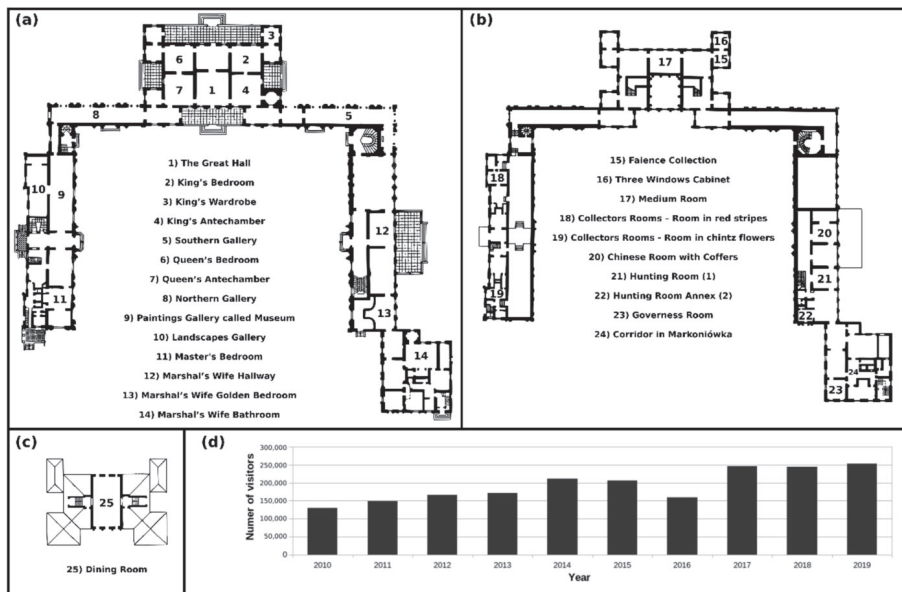 (a)
3
6
2
7
1
4
8
5
10
9
12
11
13
14
1) The Great Hall
2) King's Bedroom
3) King's Wardrobe
4) King's Antechamber
5) Southern Gallery
6) Queen's Bedroom
7) Queen's Antechamber
8) Northern Gallery
9) Paintings Gallery called Museum
10) Landscapes Gallery
11) Master's Bedroom
12) Marshal's Wife Hallway
13) Marshal's Wife Golden Bedroom
14) Marshal's Wife Bathroom
(b)
16
17
15
18
20
21
19
22
24
23
15) Faience Collection
16) Three Windows Cabinet
17) Medium Room
18) Collectors Rooms – Room in red stripes
19) Collectors Rooms - Room in chintz flowers
20) Chinese Room with Coffers
21) Hunting Room (1)
22) Hunting Room Annex (2)
23) Governess Room
24) Corridor in Markoniówka
(c)
25
25) Dining Room
(d)
Numer of visitors
300,000
250,000
200,000
150,000
100,000
50,000
0
2010 2011 2012 2013 2014 2015 2016 2017 2018 2019
Year